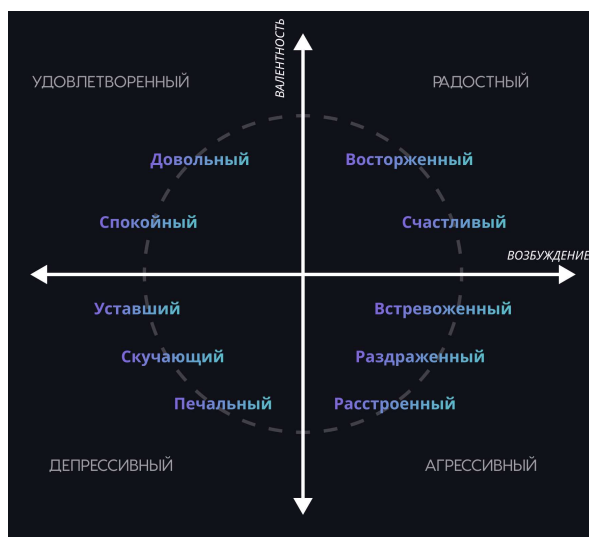 ВАЛЕНТНОСТЬ
УДОВЛЕТВОРЕННЫЙ
РАДОСТНЫЙ
Довольный
Восторженный
Спокойный
Счастливый
ВОЗБУЖДЕНИЕ
Уставший
Встревоженный
Скучающий
Раздраженный
Печальный
Расстроенный
ДЕПРЕССИВНЫЙ
АГРЕССИВНЫЙ